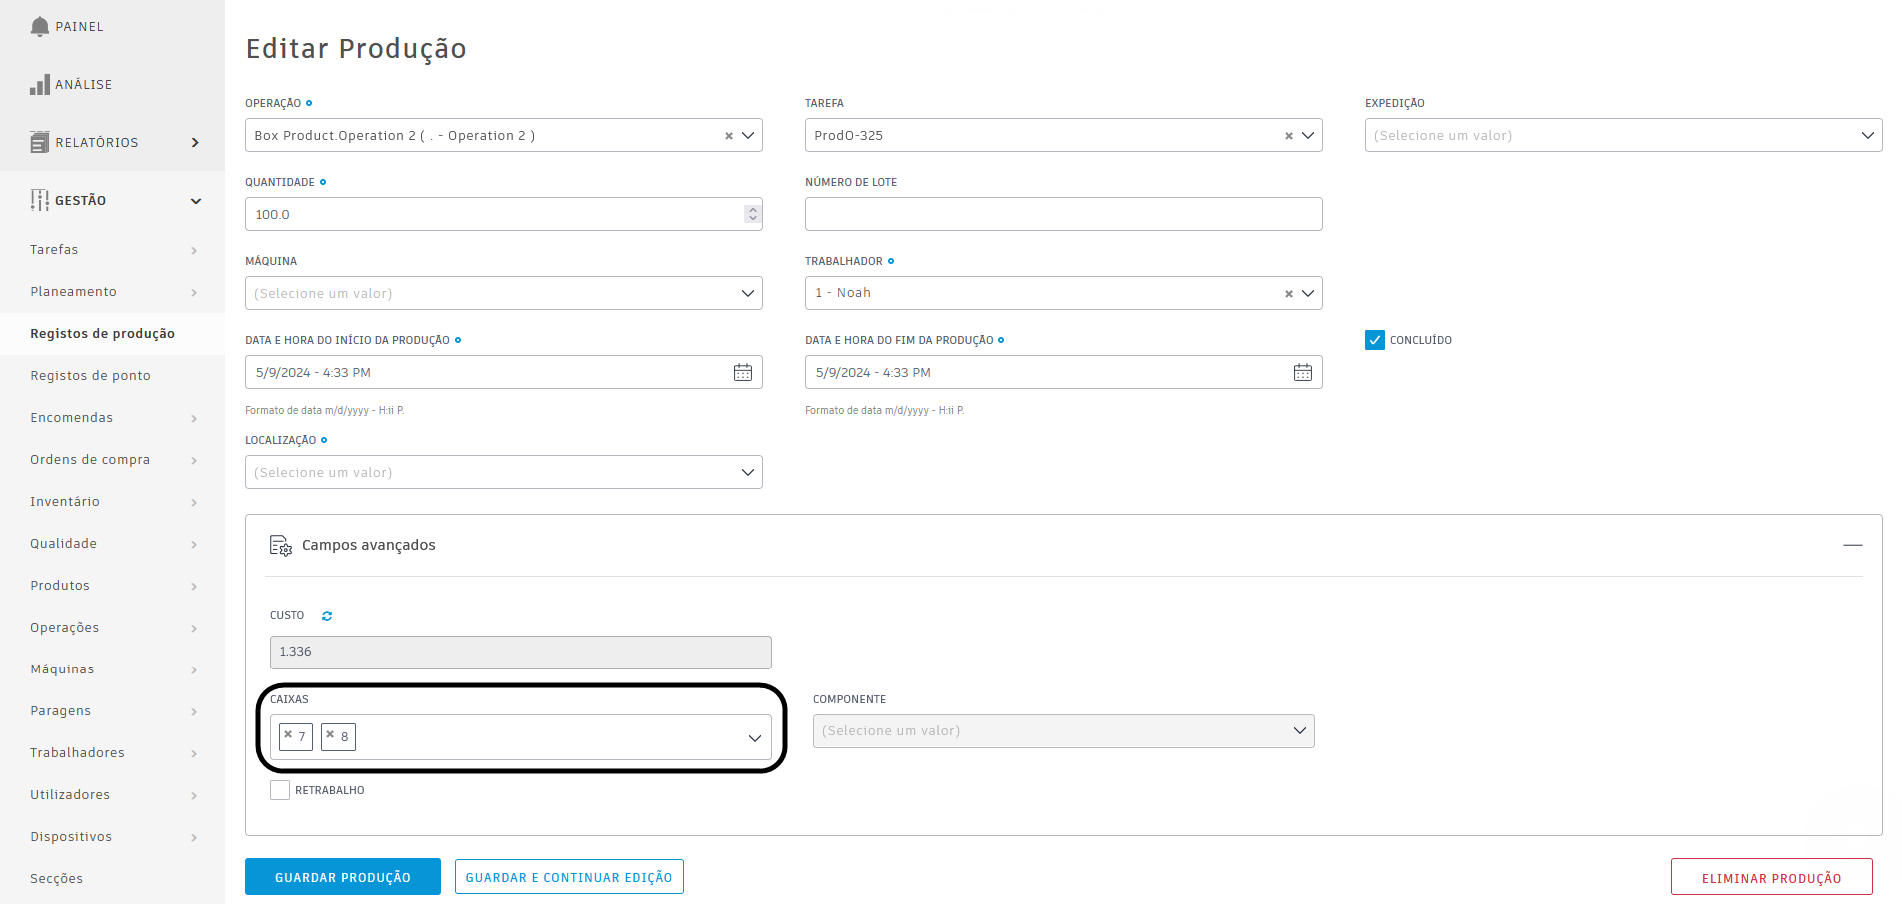 PAINEL
ANÁLISE
RELATÓRIOS
GESTÃO
Tarefas
Planeamento
Registos de produção
Registos de ponto
Encomendas
Ordens de compra
Inventário
Qualidade
Produtos
Operações
Máquinas
Paragens
Trabalhadores
Utilizadores
Dispositivos
Secções
Editar Produção
OPERAÇÃO
Box Product.Operation 2 ( . - Operation 2 )
TAREFA
ProdO-325
EXPEDIÇÃO
(Selecione um valor)
QUANTIDADE
100.0
NÚMERO DE LOTE
MÁQUINA
(Selecione um valor)
TRABALHADOR
1 - Noah
DATA E HORA DO INÍCIO DA PRODUÇÃO
5/9/2024 - 4:33 PM
Formato de data m/d/yyyy - H:ii P.
DATA E HORA DO FIM DA PRODUÇÃO
5/9/2024 - 4:33 PM
Formato de data m/d/yyyy - H:ii P.
CONCLUÍDO
LOCALIZAÇÃO
(Selecione um valor)
Campos avançados
CUSTO
1.336
CAIXAS
7 8
COMPONENTE
(Selecione um valor)
RETRABALHO
GUARDAR PRODUÇÃO
GUARDAR E CONTINUAR EDIÇÃO
ELIMINAR PRODUÇÃO